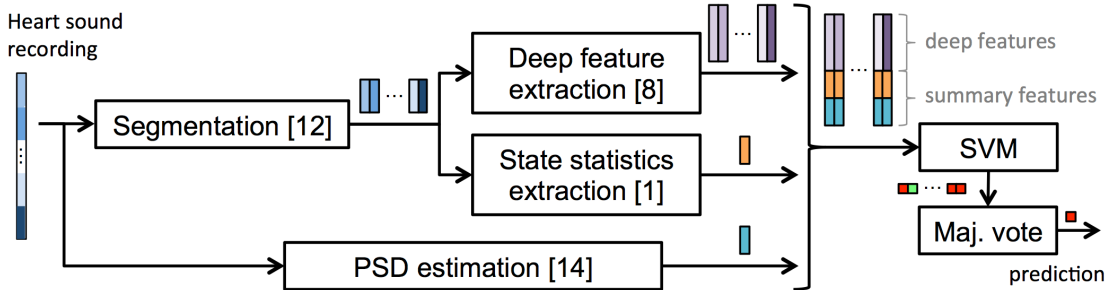 Heart sound
recording
Segmentation [12]
...
Deep feature
extraction [8]
...
State statistics
extraction [1]
PSD estimation [14]
...
deep features
summary features
SVM
...
Maj. vote
prediction